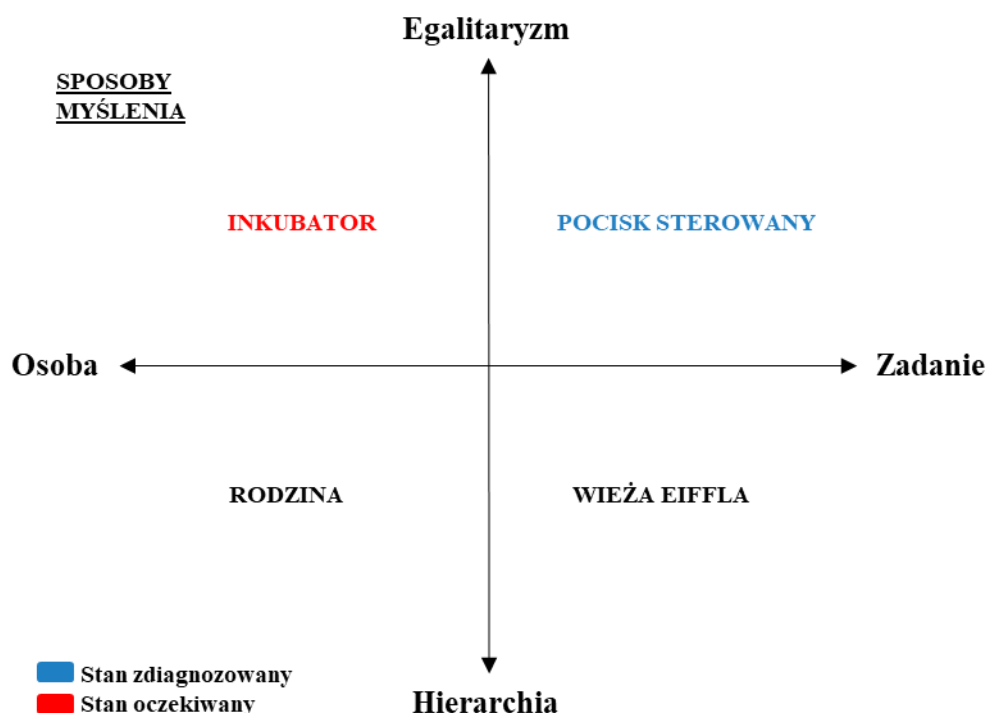 Egalitaryzm
SPOSOBY
MYŚLENIA
INKUBATOR
POCISK STEROWANY
Osoba
Zadanie
RODZINA
WIEŻA EIFFLA
Stan zdiagnozowany
Stan oczekiwany
Hierarchia